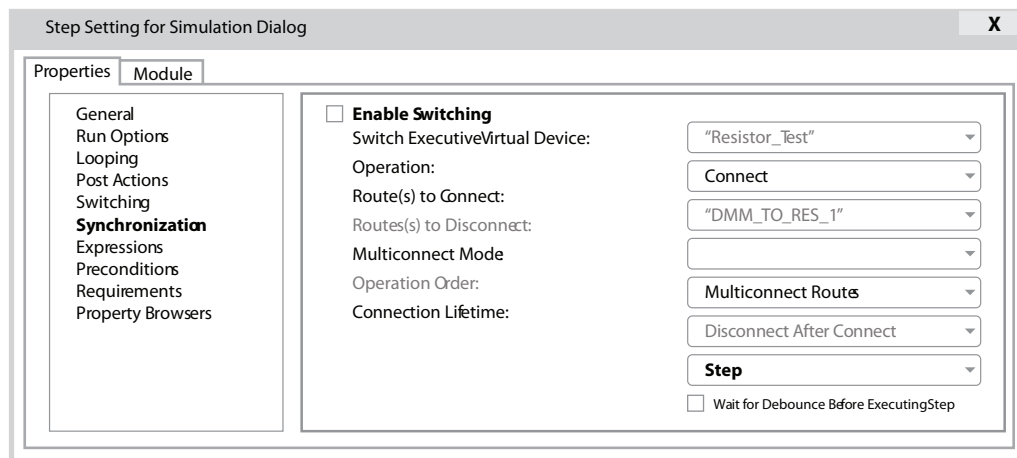 Step Setting for Simulation Dialog
X
Properties
Module
General
Run Options
Looping
Post Actions
Switching
Synchronization
Expressions
Preconditions
Requirements
Property Browsers
Enable Switching
Switch ExecutiveVirtual Device:
Operation:
Route(s) to Connect:
Routes(s) to Disconnect:
Multiconnect Mode
Operation Order:
Connection Lifetime:
“Resistor_Test”
Connect
“DMM_TO_RES_1”
Multiconnect Routes
Disconnect After Connect
Step
Wait for Debounce Before ExecutingStep